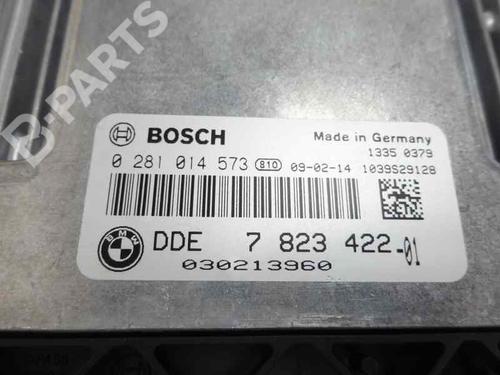 B-PARTS
BOSCH
Made in Germany
1335 0379
0 281 014 573 810 09-02-14 1039S29128
BMW DDE 7 823 422-01
030213960